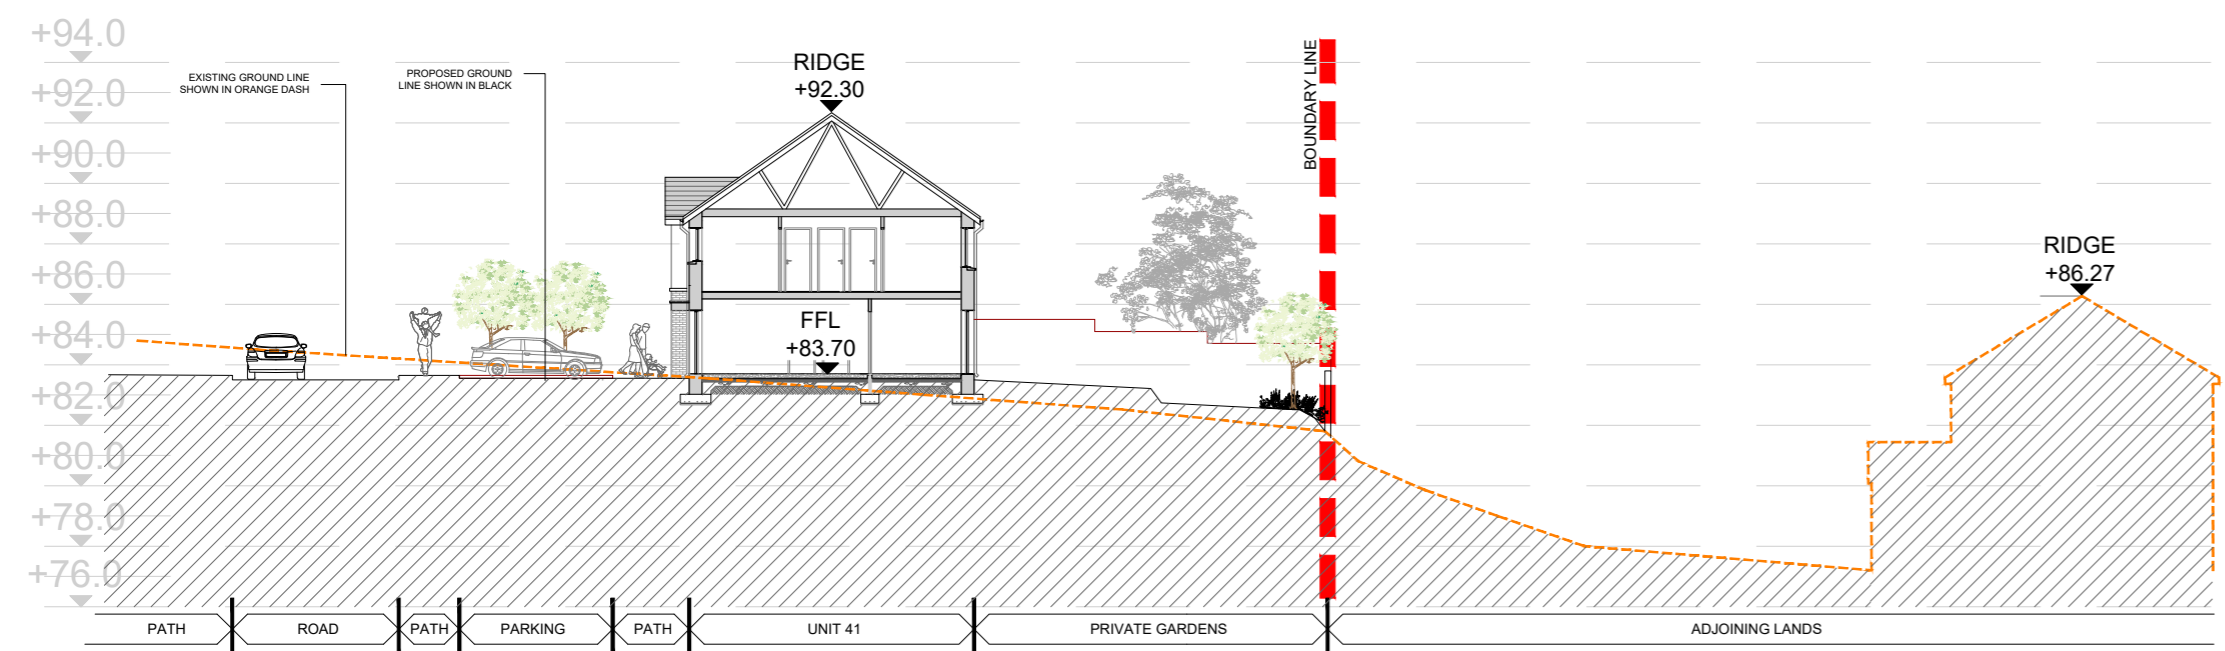 +94.0
+92.0
+90.0
+88.0
+86.0
+84.0
+82.0
+80.0
+78.0
+76.0
EXISTING GROUND LINE
SHOWN IN ORANGE DASH
PROPOSED GROUND
LINE SHOWN IN BLACK
RIDGE
+92.30
FFL
+83.70
BOUNDARY LINE
RIDGE
+86.27
PATH
ROAD
PATH
PARKING
PATH
UNIT 41
PRIVATE GARDENS
ADJOINING LANDS